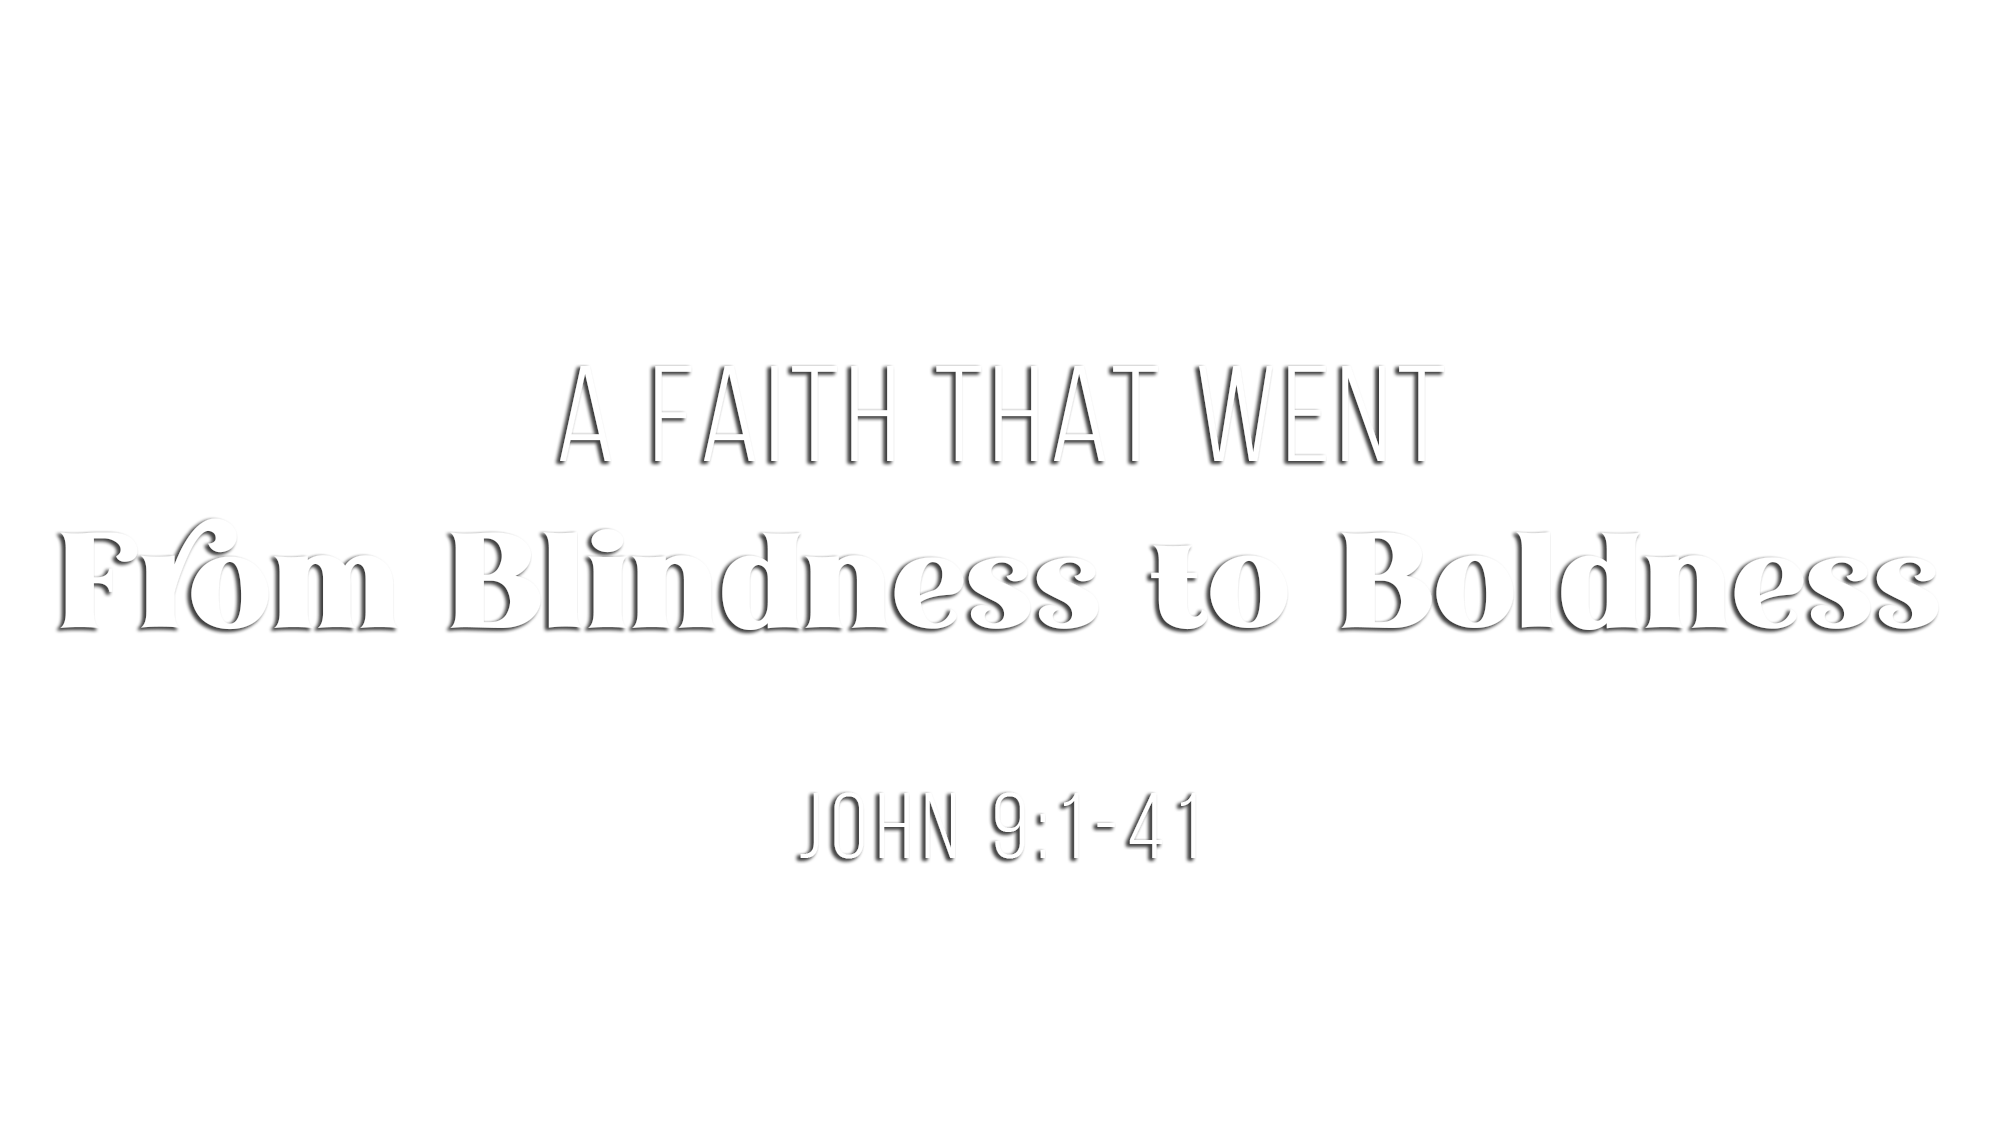 A FAITH THAT WENT
From Blindness to Boldness
JOHN 9:1-41